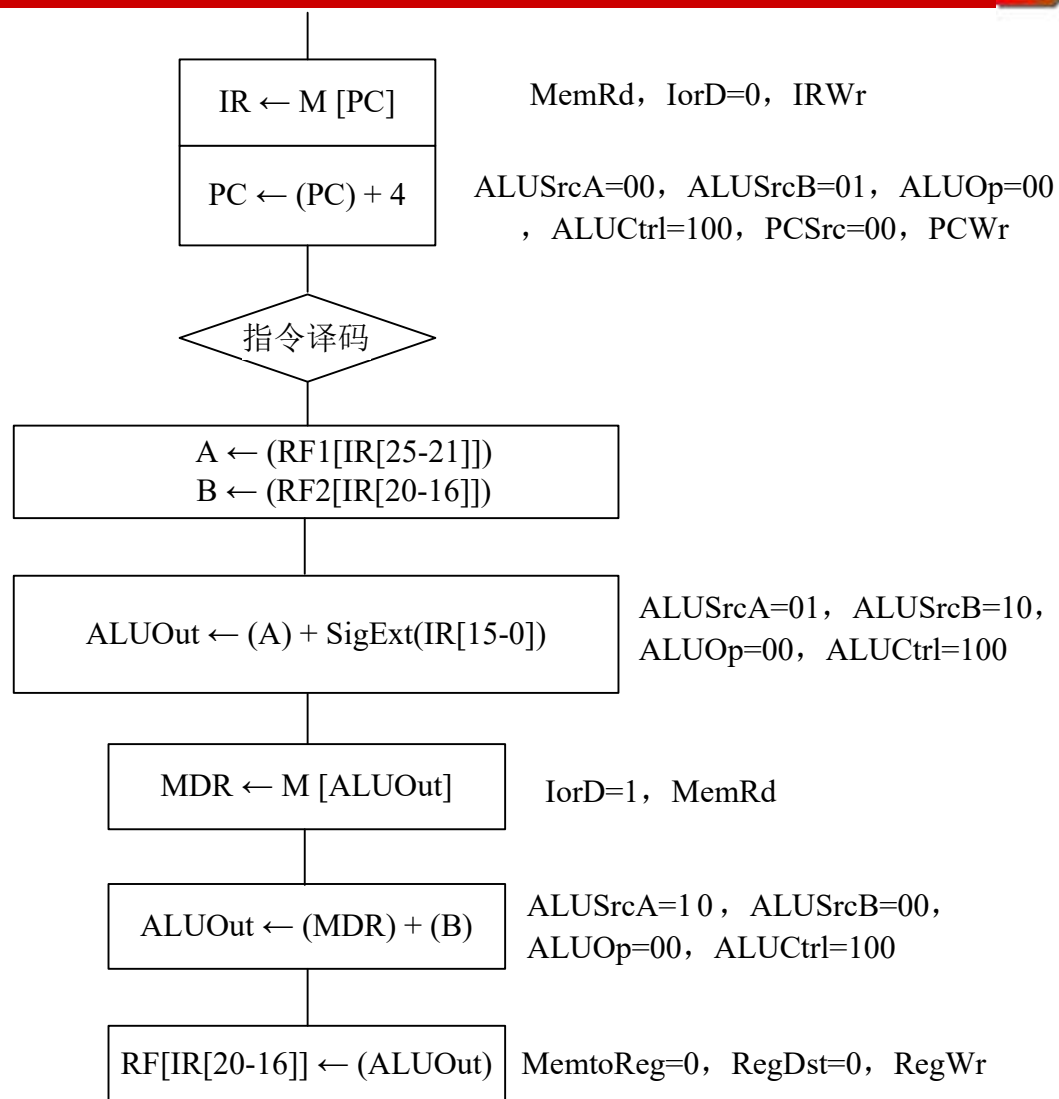 IR ← M [PC]
MemRd，IorD=0，IRWr
PC ← (PC) + 4
ALUSrcA=00，ALUSrcB=01，ALUOp=00
，ALUCtrl=100，PCSrc=00，PCWr
指令译码
A ← (RF1[IR[25-21]])
B ← (RF2[IR[20-16]])
ALUOut ← (A) + SigExt(IR[15-0])
ALUSrcA=01，ALUSrcB=10，
ALUOp=00，ALUCtrl=100
MDR ← M [ALUOut]
IorD=1，MemRd
ALUOut ← (MDR) + (B)
ALUSrcA=10，ALUSrcB=00，
ALUOp=00，ALUCtrl=100
RF[IR[20-16]] ← (ALUOut)
MemtoReg=0，RegDst=0，RegWr